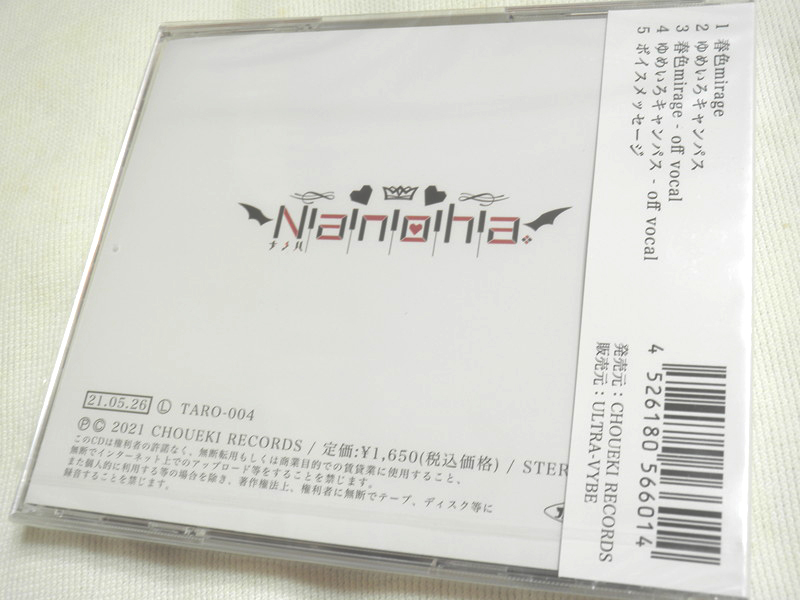 Nanoha
ナノハ
21.05.26 Ⓛ TARO-004
Ⓟ© 2021 CHOUEKI RECORDS / 定価:¥1,650(税込価格) / STER
このCDは権利者の許諾なく、無断転用もしくは商業目的での賃貸業に使用すること、
無断でインターネット上でのアップロード等をすることを禁じます。
また個人的に利用する等の場合を除き、著作権法上、権利者に無断でテープ、ディスク等に
録音することを禁じます。
1 春色mirage
2 ゆめいろキャンパス
3 春色mirage - off vocal
4 ゆめいろキャンパス - off vocal
5 ボイスメッセージ
発売元：CHOUEKI RECORDS
販売元：ULTRA-VYBE
4 526180 566014